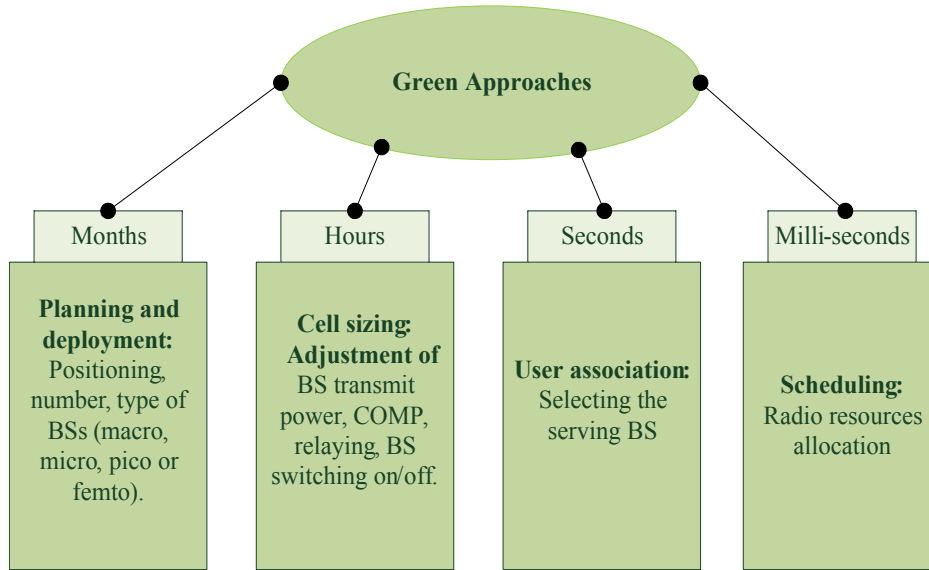 Green Approaches
Months
Hours
Seconds
Milli-seconds
Planning and
deployment:
Positioning,
number, type of
BSs (macro,
micro, pico or
femto).
Cell sizing:
Adjustment of
BS transmit
power, COMP,
relaying, BS
switching on/off.
User association:
Selecting the
serving BS
Scheduling:
Radio resources
allocation